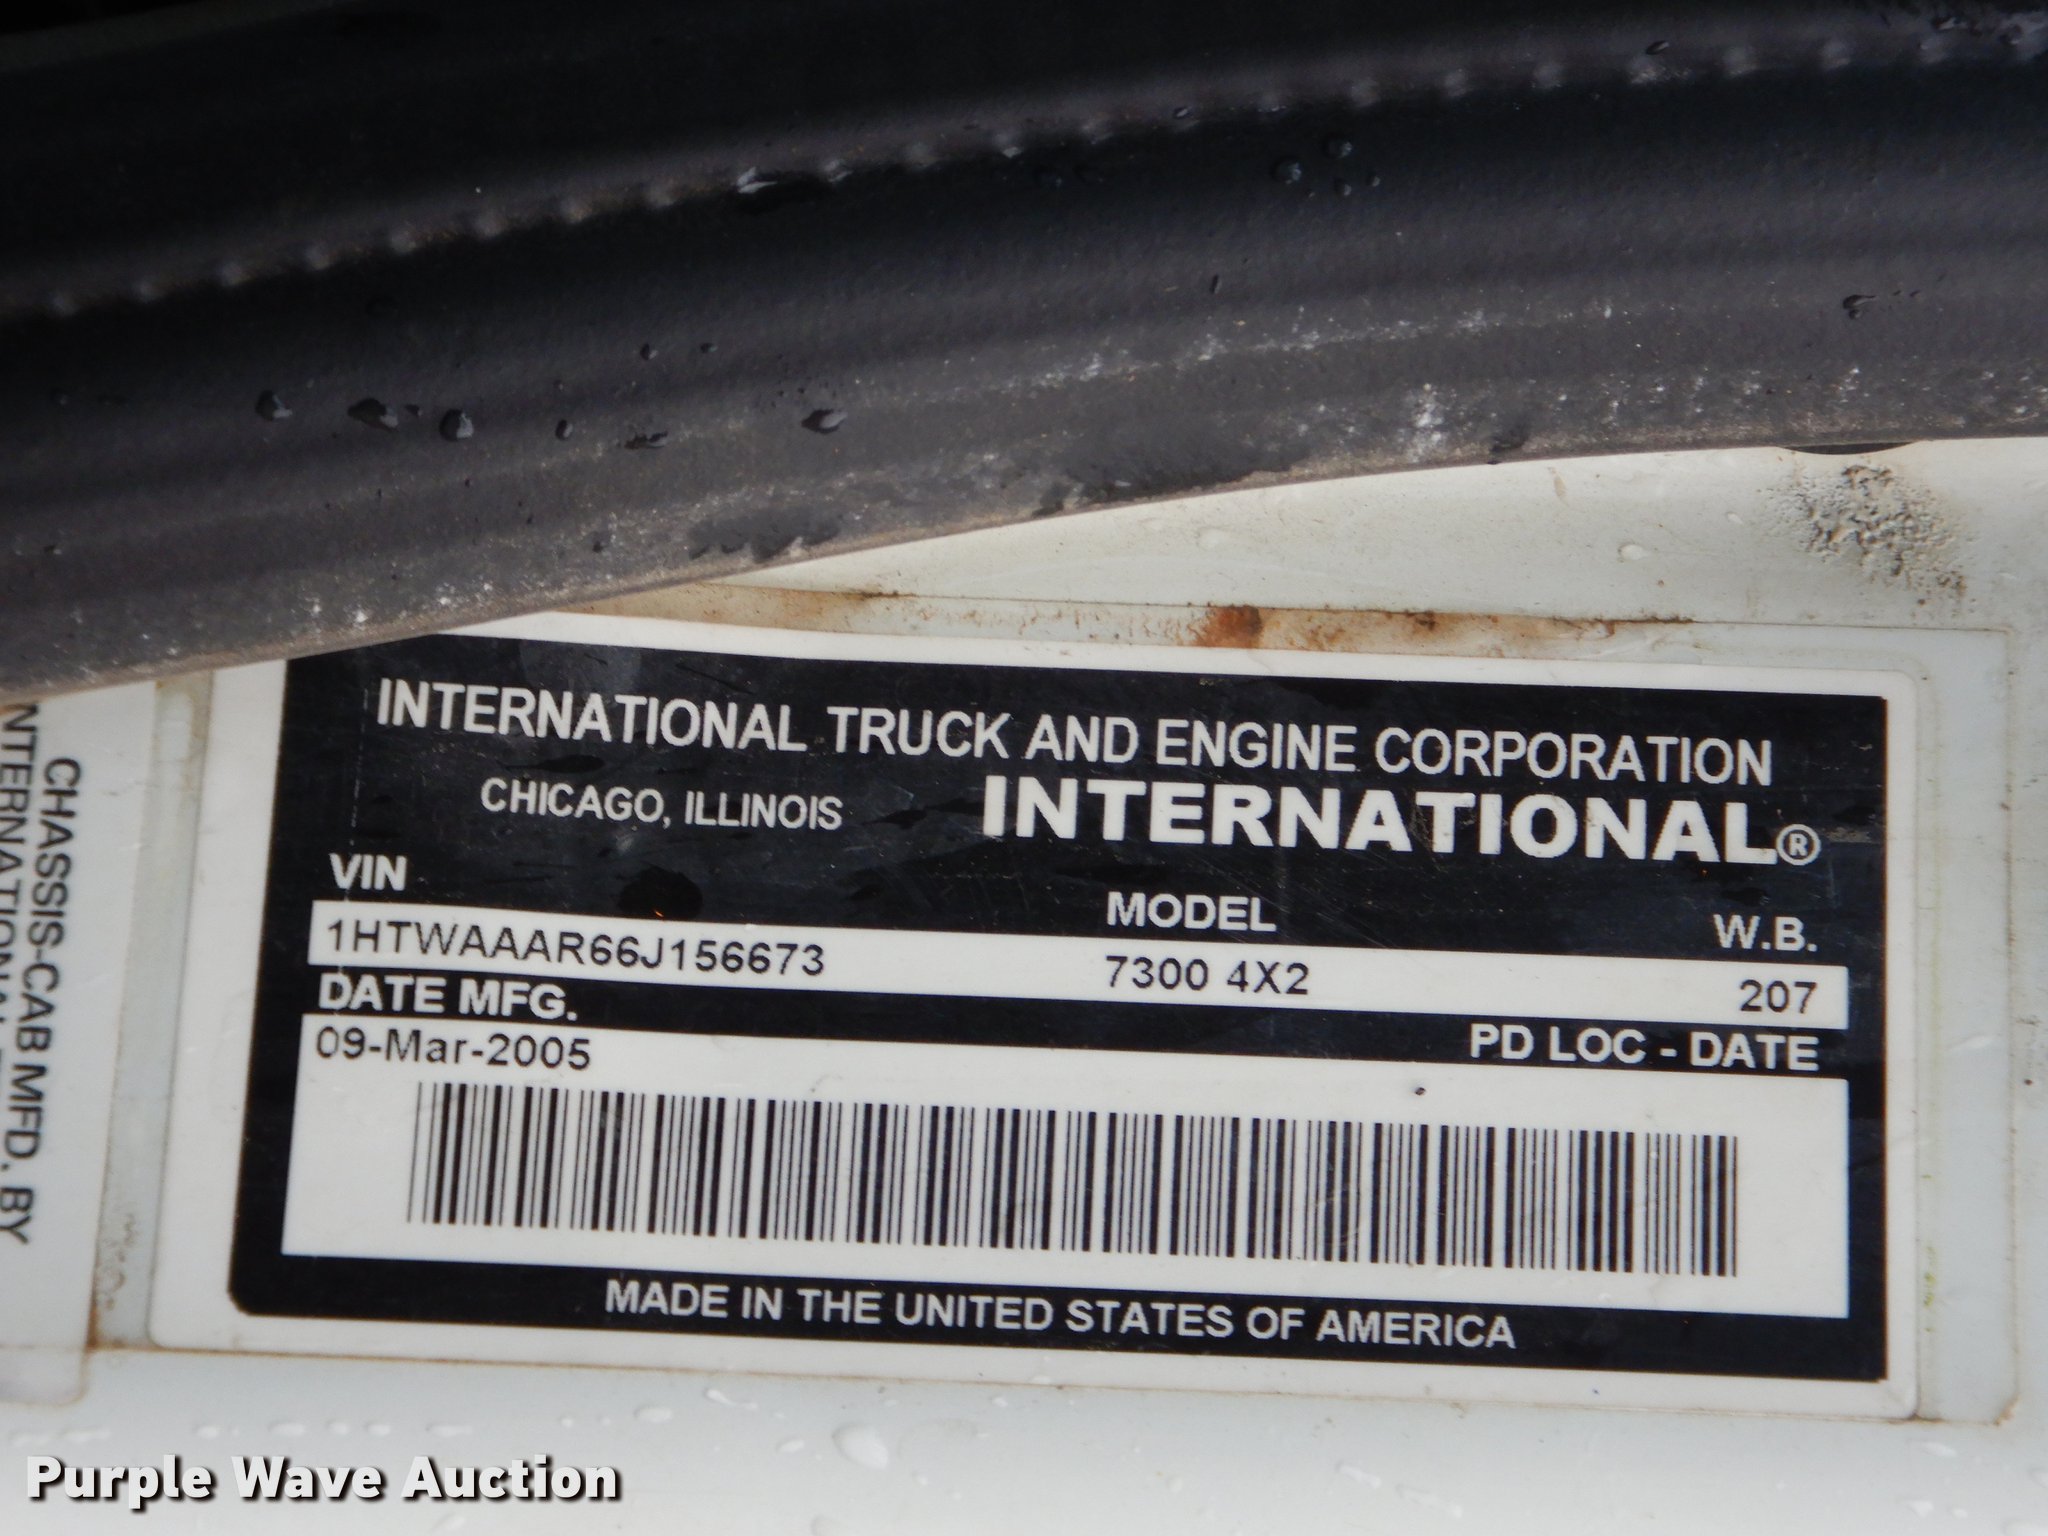 INTERNATIONAL TRUCK AND ENGINE CORPORATION
CHICAGO, ILLINOIS INTERNATIONAL®
VIN MODEL W.B.
1HTWAAAR66J156673 7300 4X2 207
DATE MFG. PD LOC - DATE
09-Mar-2005
MADE IN THE UNITED STATES OF AMERICA
CHASSIS-CAB MFD. BY
Purple Wave Auction